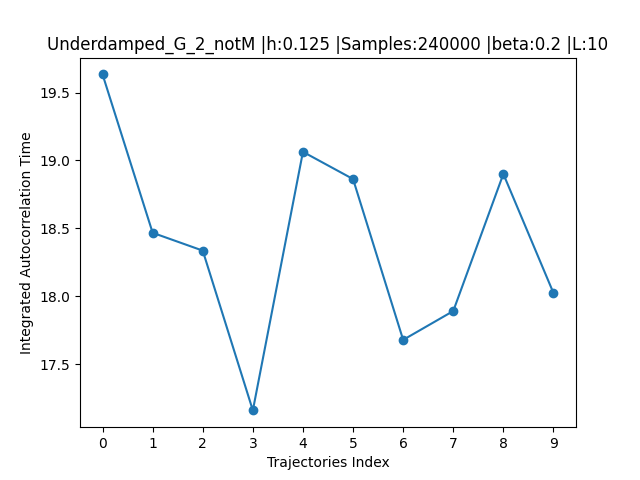 Underdamped_G_2_notM |h:0.125 |Samples:240000 |beta:0.2 |L:10
Integrated Autocorrelation Time
19.5
19.0
18.5
18.0
17.5
0 1 2 3 4 5 6 7 8 9
Trajectories Index